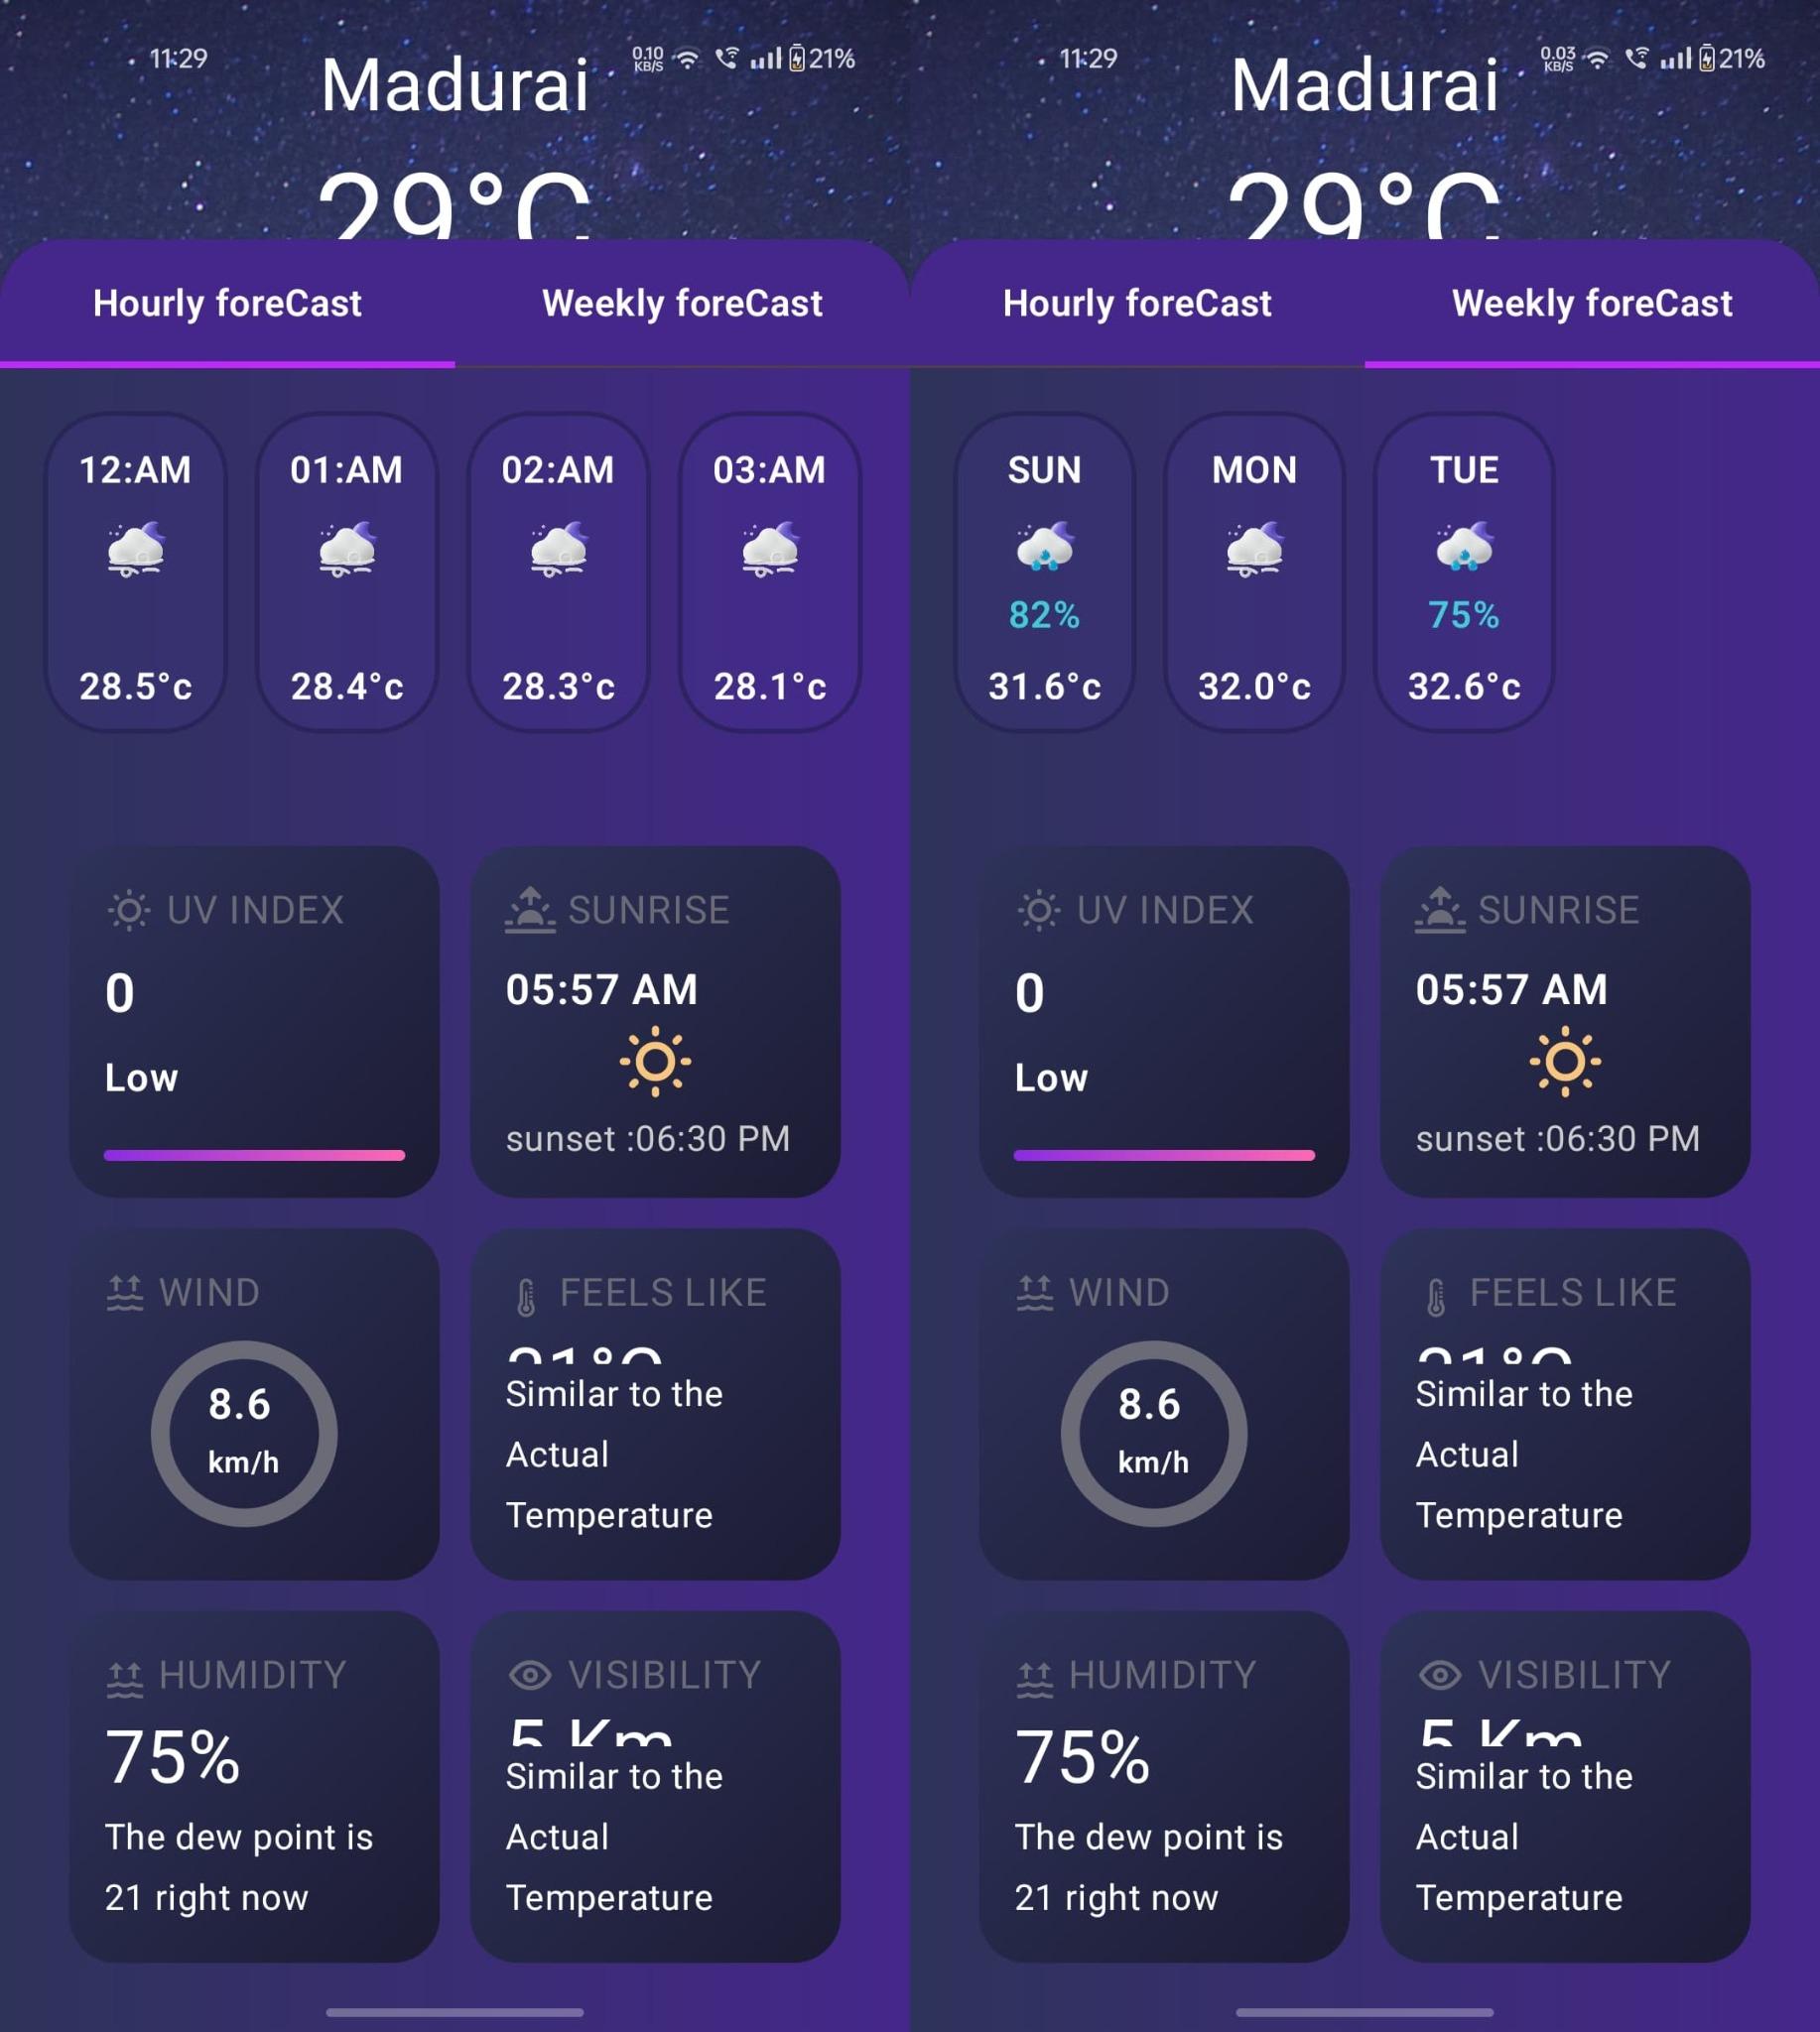 11:29
0.10
KB/S
21%
Madurai
29°C
Hourly foreCast
Weekly foreCast
12:AM
01:AM
02:AM
03:AM
28.5°c
28.4°c
28.3°c
28.1°c
UV INDEX
0
Low
SUNRISE
05:57 AM
sunset :06:30 PM
WIND
8.6
km/h
FEELS LIKE
Similar to the
Actual
Temperature
HUMIDITY
75%
The dew point is
21 right now
VISIBILITY
5 Km
Similar to the
Actual
Temperature
11:29
0.03
KB/S
21%
Madurai
29°C
Hourly foreCast
Weekly foreCast
SUN
MON
TUE
82%
75%
31.6°c
32.0°c
32.6°c
UV INDEX
0
Low
SUNRISE
05:57 AM
sunset :06:30 PM
WIND
8.6
km/h
FEELS LIKE
Similar to the
Actual
Temperature
HUMIDITY
75%
The dew point is
21 right now
VISIBILITY
5 Km
Similar to the
Actual
Temperature